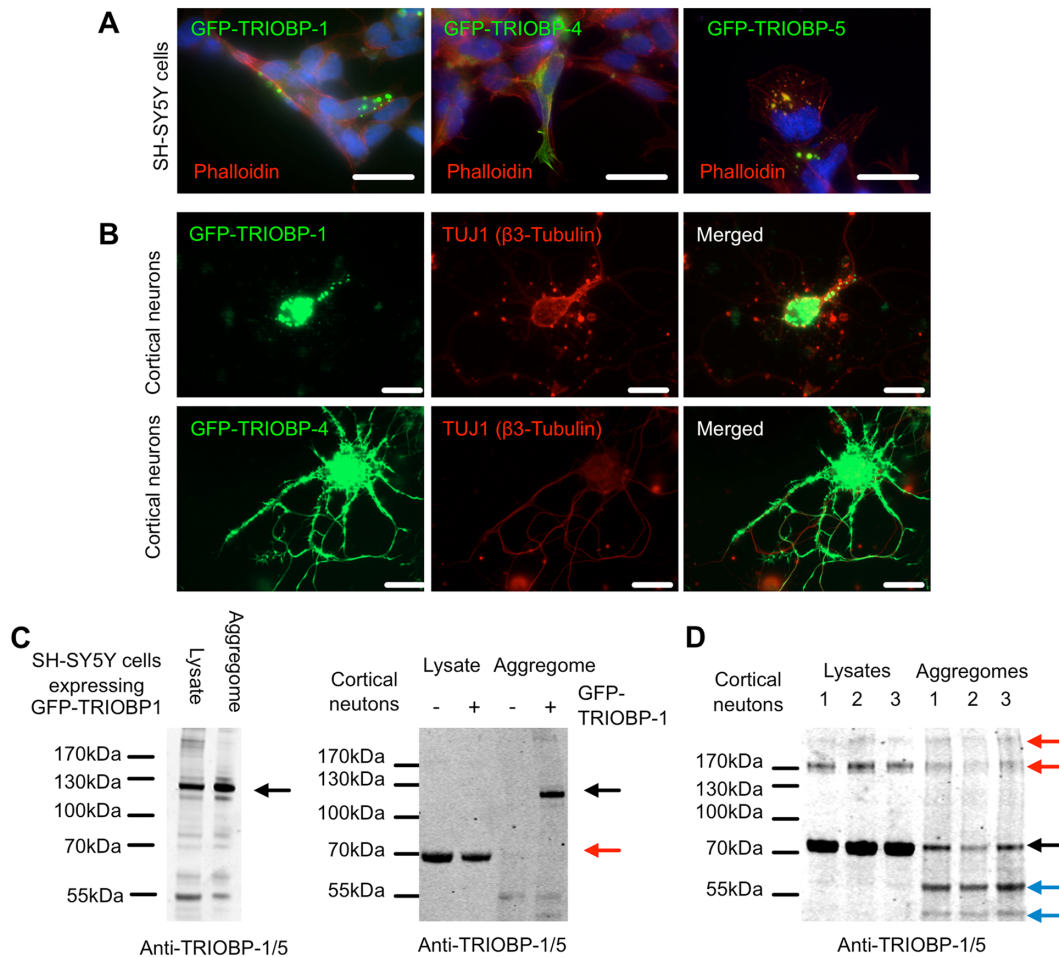 A
SH-SY5Y cells
GFP-TRIOBP-1
Phalloidin
GFP-TRIOBP-4
Phalloidin
GFP-TRIOBP-5
Phalloidin
B
Cortical neurons
GFP-TRIOBP-1
TUJ1 (β3-Tubulin)
Merged
Cortical neurons
GFP-TRIOBP-4
TUJ1 (β3-Tubulin)
Merged
C
SH-SY5Y cells
expressing
GFP-TRIOBP1
Lysate
Aggregome
170kDa
130kDa
100kDa
70kDa
55kDa
Anti-TRIOBP-1/5
Cortical
neutons
Lysate Aggregome
- + - +
GFP-
TRIOBP-1
170kDa
130kDa
100kDa
70kDa
55kDa
Anti-TRIOBP-1/5
D
Cortical
neutons
Lysates Aggregomes
1 2 3 1 2 3
170kDa
130kDa
100kDa
70kDa
55kDa
Anti-TRIOBP-1/5